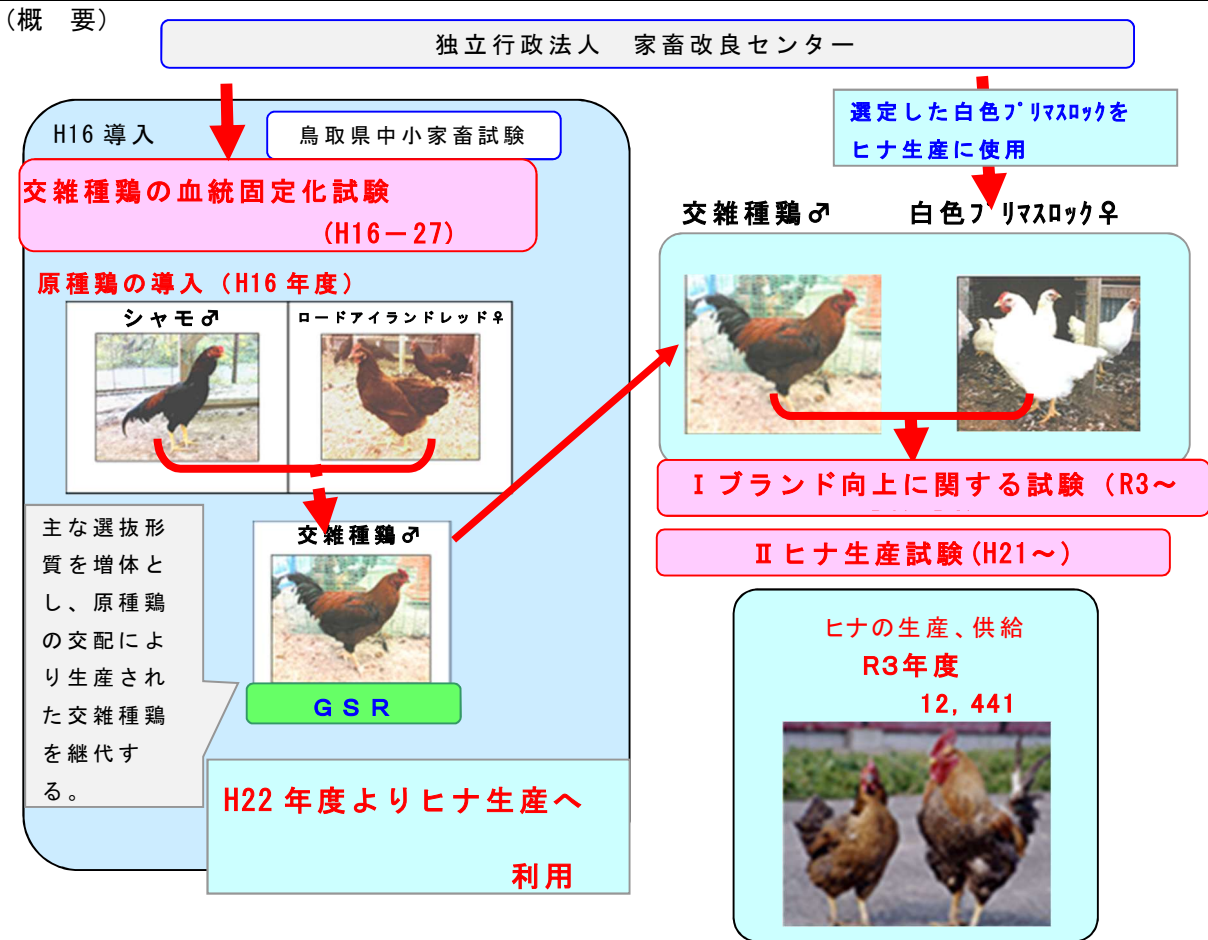 （概　要）
独立行政法人　家畜改良センター
H16 導入
鳥取県中小家畜試験
交雑種鶏の血統固定化試験
(H16－27)
原種鶏の導入（H16 年度）
シャモ♂
ロードアイランドレッド♀
主な選抜形
質を増体と
し、原種鶏
の交配によ
り生産され
た交雑種鶏
を継代す
る。
交雑種鶏♂
ＧＳＲ
H22 年度よりヒナ生産へ
利用
選定した白色ﾌﾟﾘﾏｽﾛｯｸを
ヒナ生産に使用
交雑種鶏♂
白色ﾌﾟﾘﾏｽﾛｯｸ♀
Ⅰ ブランド向上に関する試験（R3～
Ⅱ ヒナ生産試験(H21～)
ヒナの生産、供給
Ｒ3年度
12,441